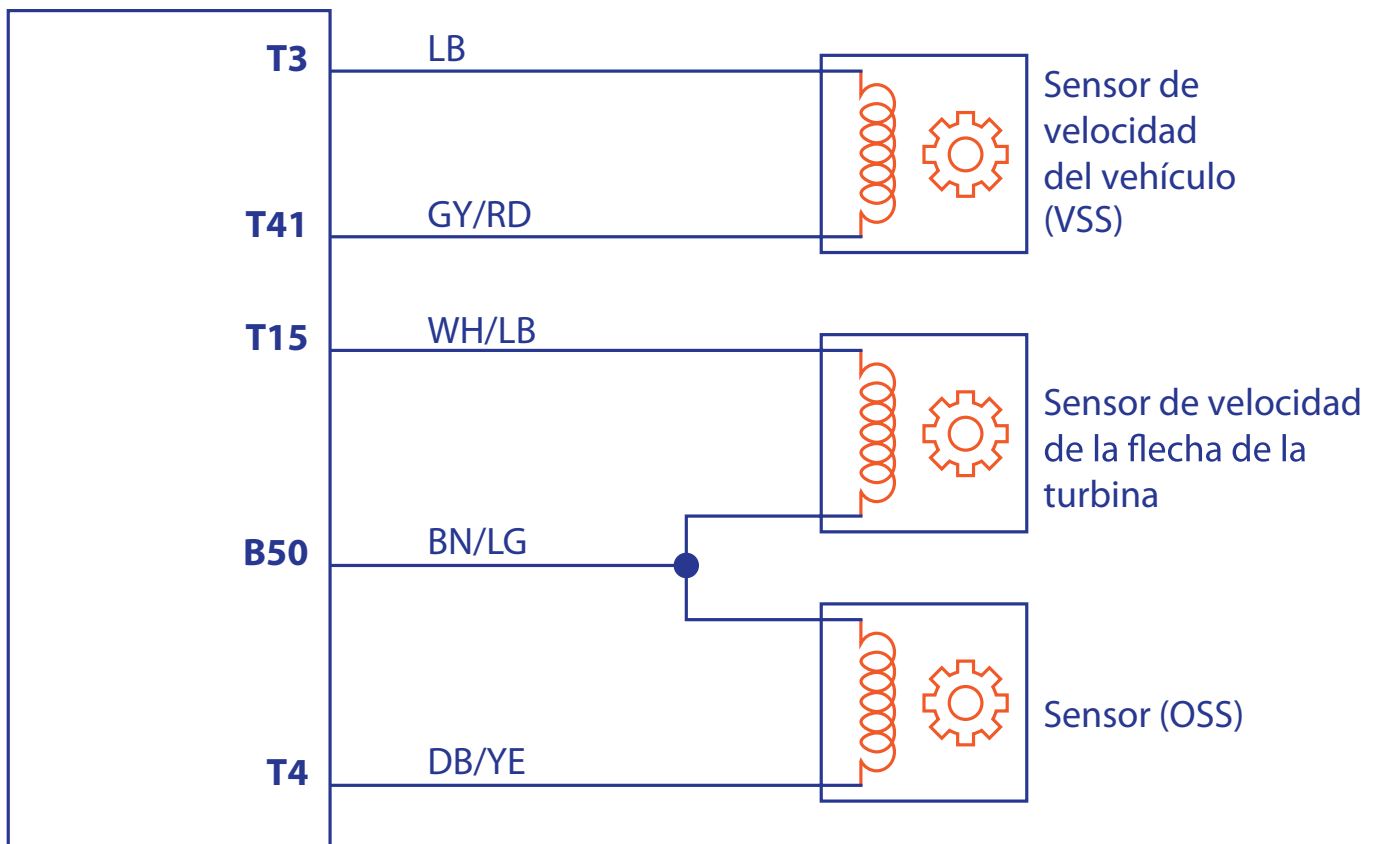 T3
LB
Sensor de
velocidad
del vehículo
(VSS)
T41
GY/RD
T15
WH/LB
Sensor de velocidad
de la flecha de la
turbina
B50
BN/LG
Sensor (OSS)
T4
DB/YE